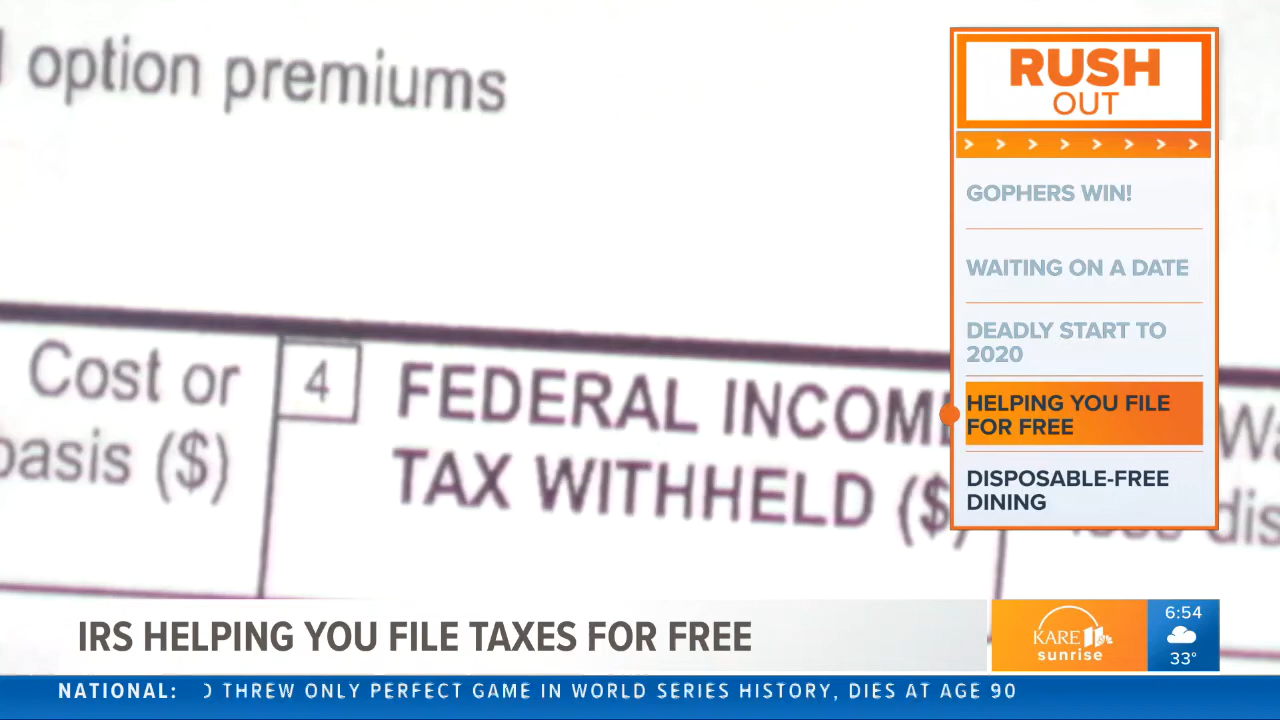 option premiums
Cost or
basis ($)
4
FEDERAL INCOME
TAX WITHHELD ($)
RUSH
OUT
GOPHERS WIN!
WAITING ON A DATE
DEADLY START TO
2020
HELPING YOU FILE
FOR FREE
DISPOSABLE-FREE
DINING
IRS HELPING YOU FILE TAXES FOR FREE
KARE 11
sunrise
6:54
33°
NATIONAL: THREW ONLY PERFECT GAME IN WORLD SERIES HISTORY, DIES AT AGE 90